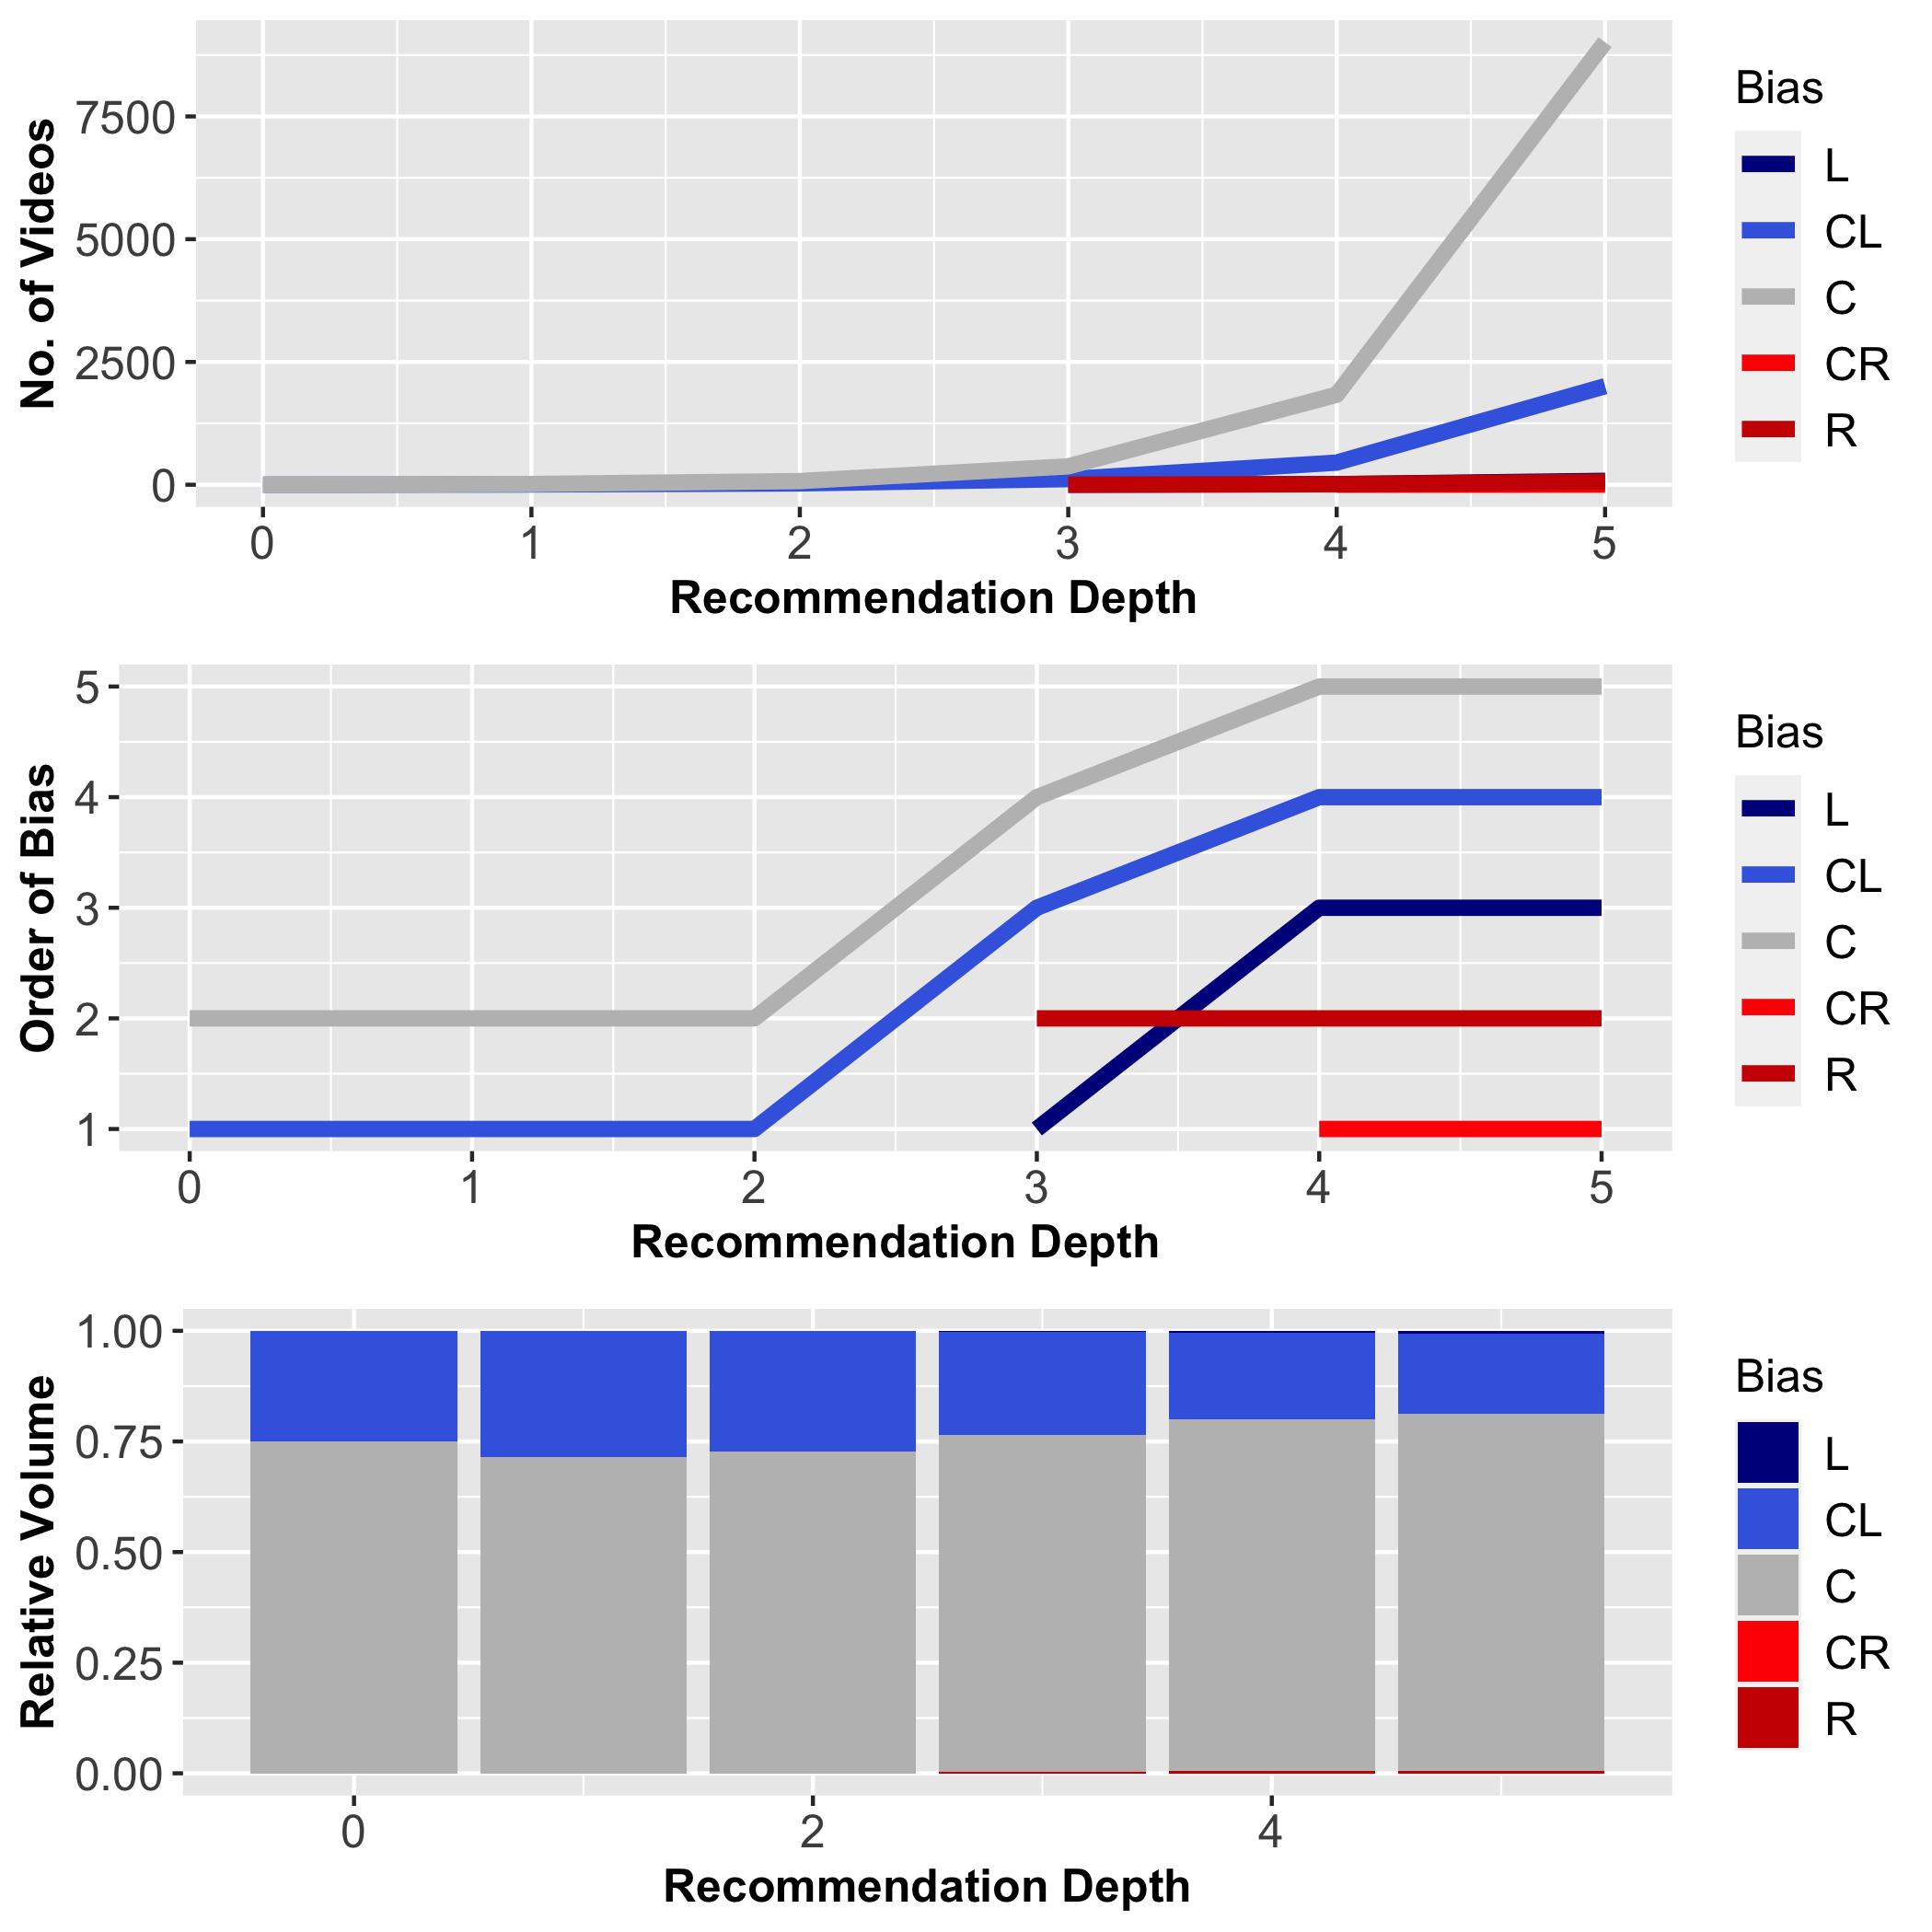 No. of Videos
7500
5000
2500
0
0 1 2 3 4 5
Recommendation Depth
Bias
L
CL
C
CR
R
Order of Bias
5
4
3
2
1
0 1 2 3 4 5
Recommendation Depth
Bias
L
CL
C
CR
R
Relative Volume
1.00
0.75
0.50
0.25
0.00
0 2 4
Recommendation Depth
Bias
L
CL
C
CR
R